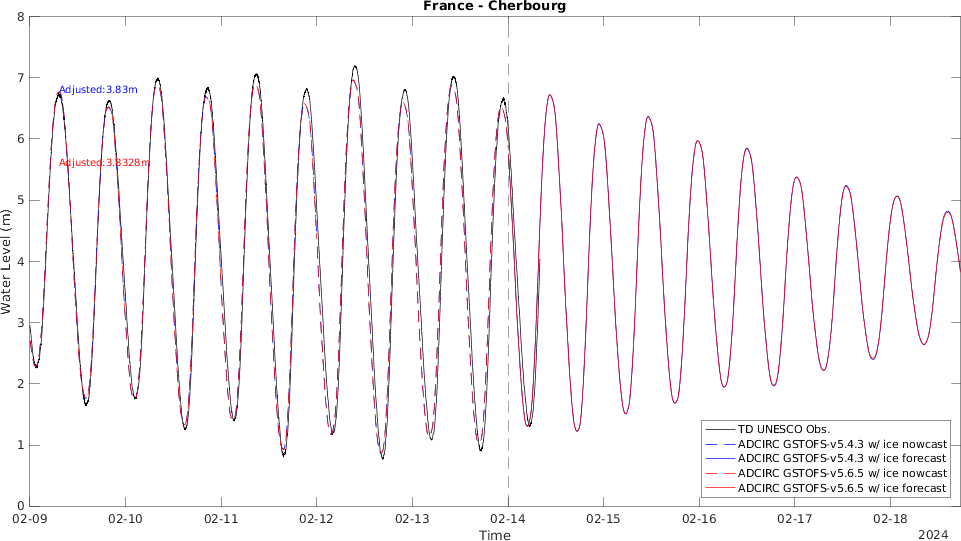 France - Cherbourg
8
7
6
5
4
3
2
1
0
Water Level (m)
Adjusted:3.83m
Adjusted:3.8328m
TD UNESCO Obs.
ADCIRC GSTOFS-v5.4.3 w/ ice nowcast
ADCIRC GSTOFS-v5.4.3 w/ ice forecast
ADCIRC GSTOFS-v5.6.5 w/ ice nowcast
ADCIRC GSTOFS-v5.6.5 w/ ice forecast
02-09 02-10 02-11 02-12 02-13 02-14 02-15 02-16 02-17 02-18
Time
2024